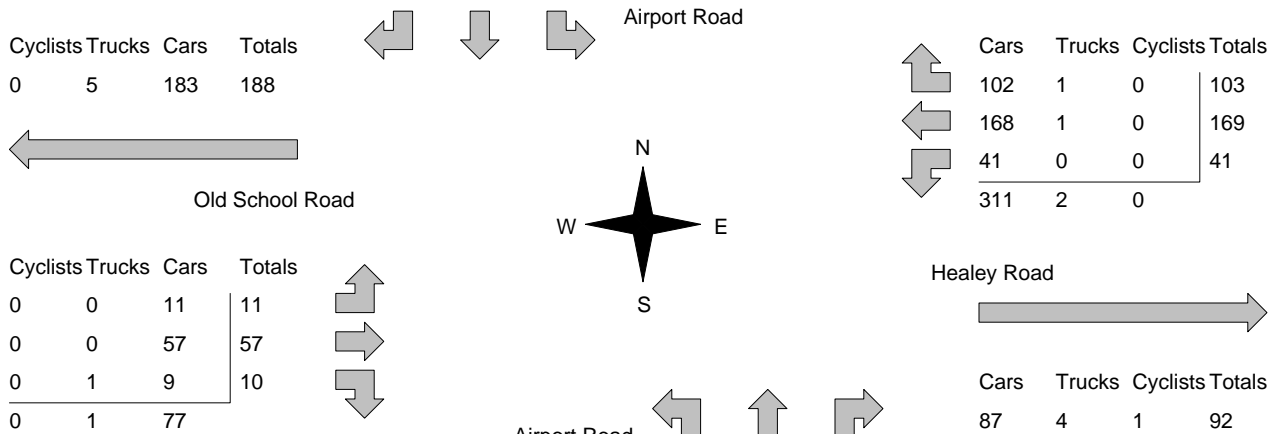 Airport Road
Cyclists Trucks Cars Totals
0 5 183 188
Cars Trucks Cyclists Totals
102 1 0 103
168 1 0 169
41 0 0 41
311 2 0
N
W E
S
Old School Road
Cyclists Trucks Cars Totals
0 0 11 11
0 0 57 57
0 1 9 10
0 1 77
Healey Road
Cars Trucks Cyclists Totals
87 4 1 92
Airport Road